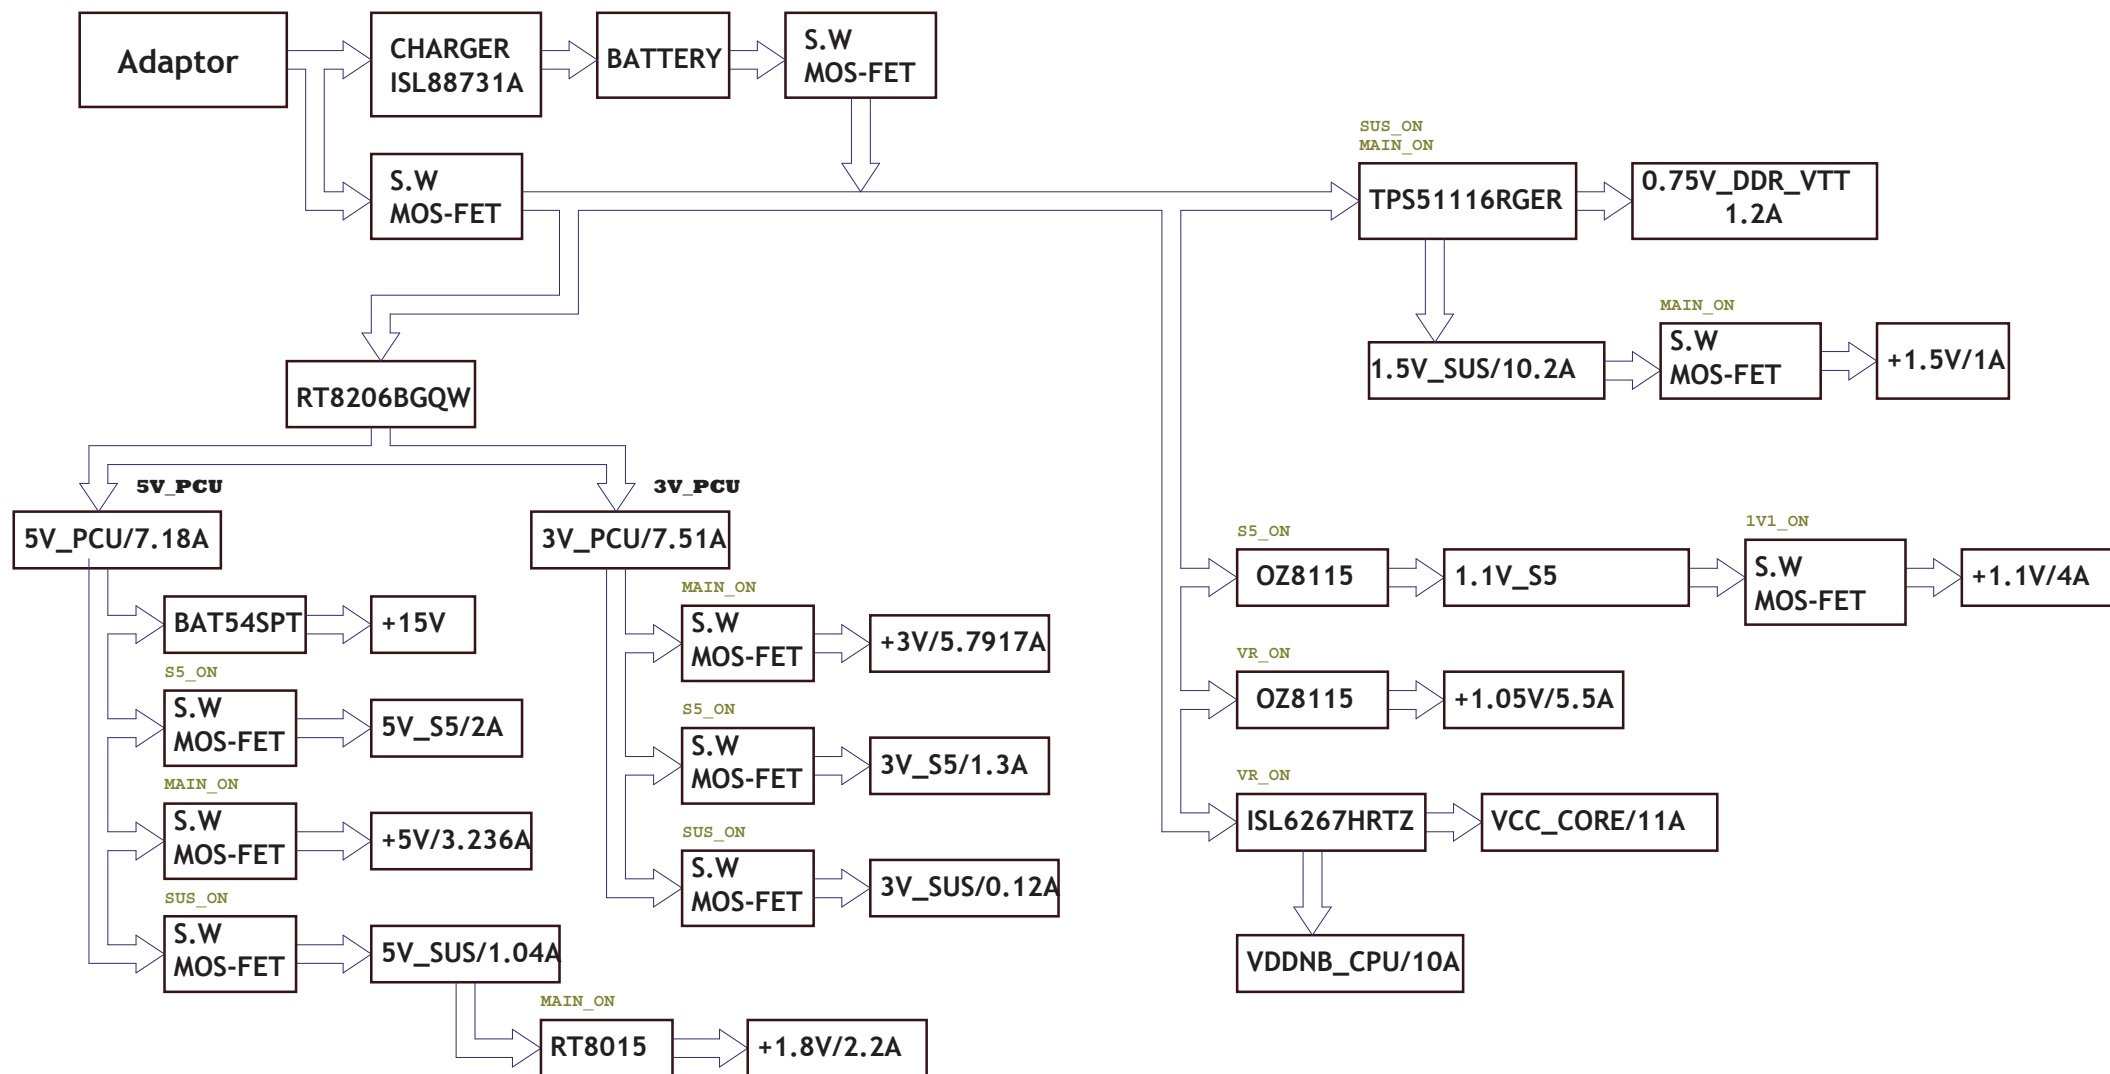 Adaptor
CHARGER
ISL88731A
BATTERY
S.W
MOS-FET
S.W
MOS-FET
SUS_ON
MAIN_ON
TPS51116RGER
0.75V_DDR_VTT
1.2A
MAIN_ON
1.5V_SUS/10.2A
S.W
MOS-FET
+1.5V/1A
RT8206BGQW
5V_PCU
3V_PCU
5V_PCU/7.18A
3V_PCU/7.51A
BAT54SPT
+15V
S5_ON
S.W
MOS-FET
5V_S5/2A
MAIN_ON
S.W
MOS-FET
+5V/3.236A
SUS_ON
S.W
MOS-FET
5V_SUS/1.04A
MAIN_ON
RT8015
+1.8V/2.2A
MAIN_ON
S.W
MOS-FET
+3V/5.7917A
S5_ON
S.W
MOS-FET
3V_S5/1.3A
SUS_ON
S.W
MOS-FET
3V_SUS/0.12A
S5_ON
OZ8115
1.1V_S5
1V1_ON
S.W
MOS-FET
+1.1V/4A
VR_ON
OZ8115
+1.05V/5.5A
VR_ON
ISL6267HRTZ
VCC_CORE/11A
VDDNB_CPU/10A